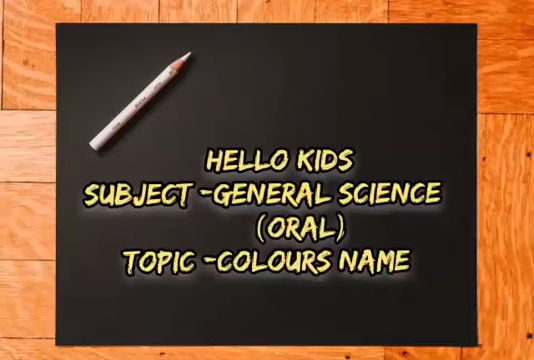 HELLO KIDS
SUBJECT -GENERAL SCIENCE
(ORAL)
TOPIC -COLOURS NAME